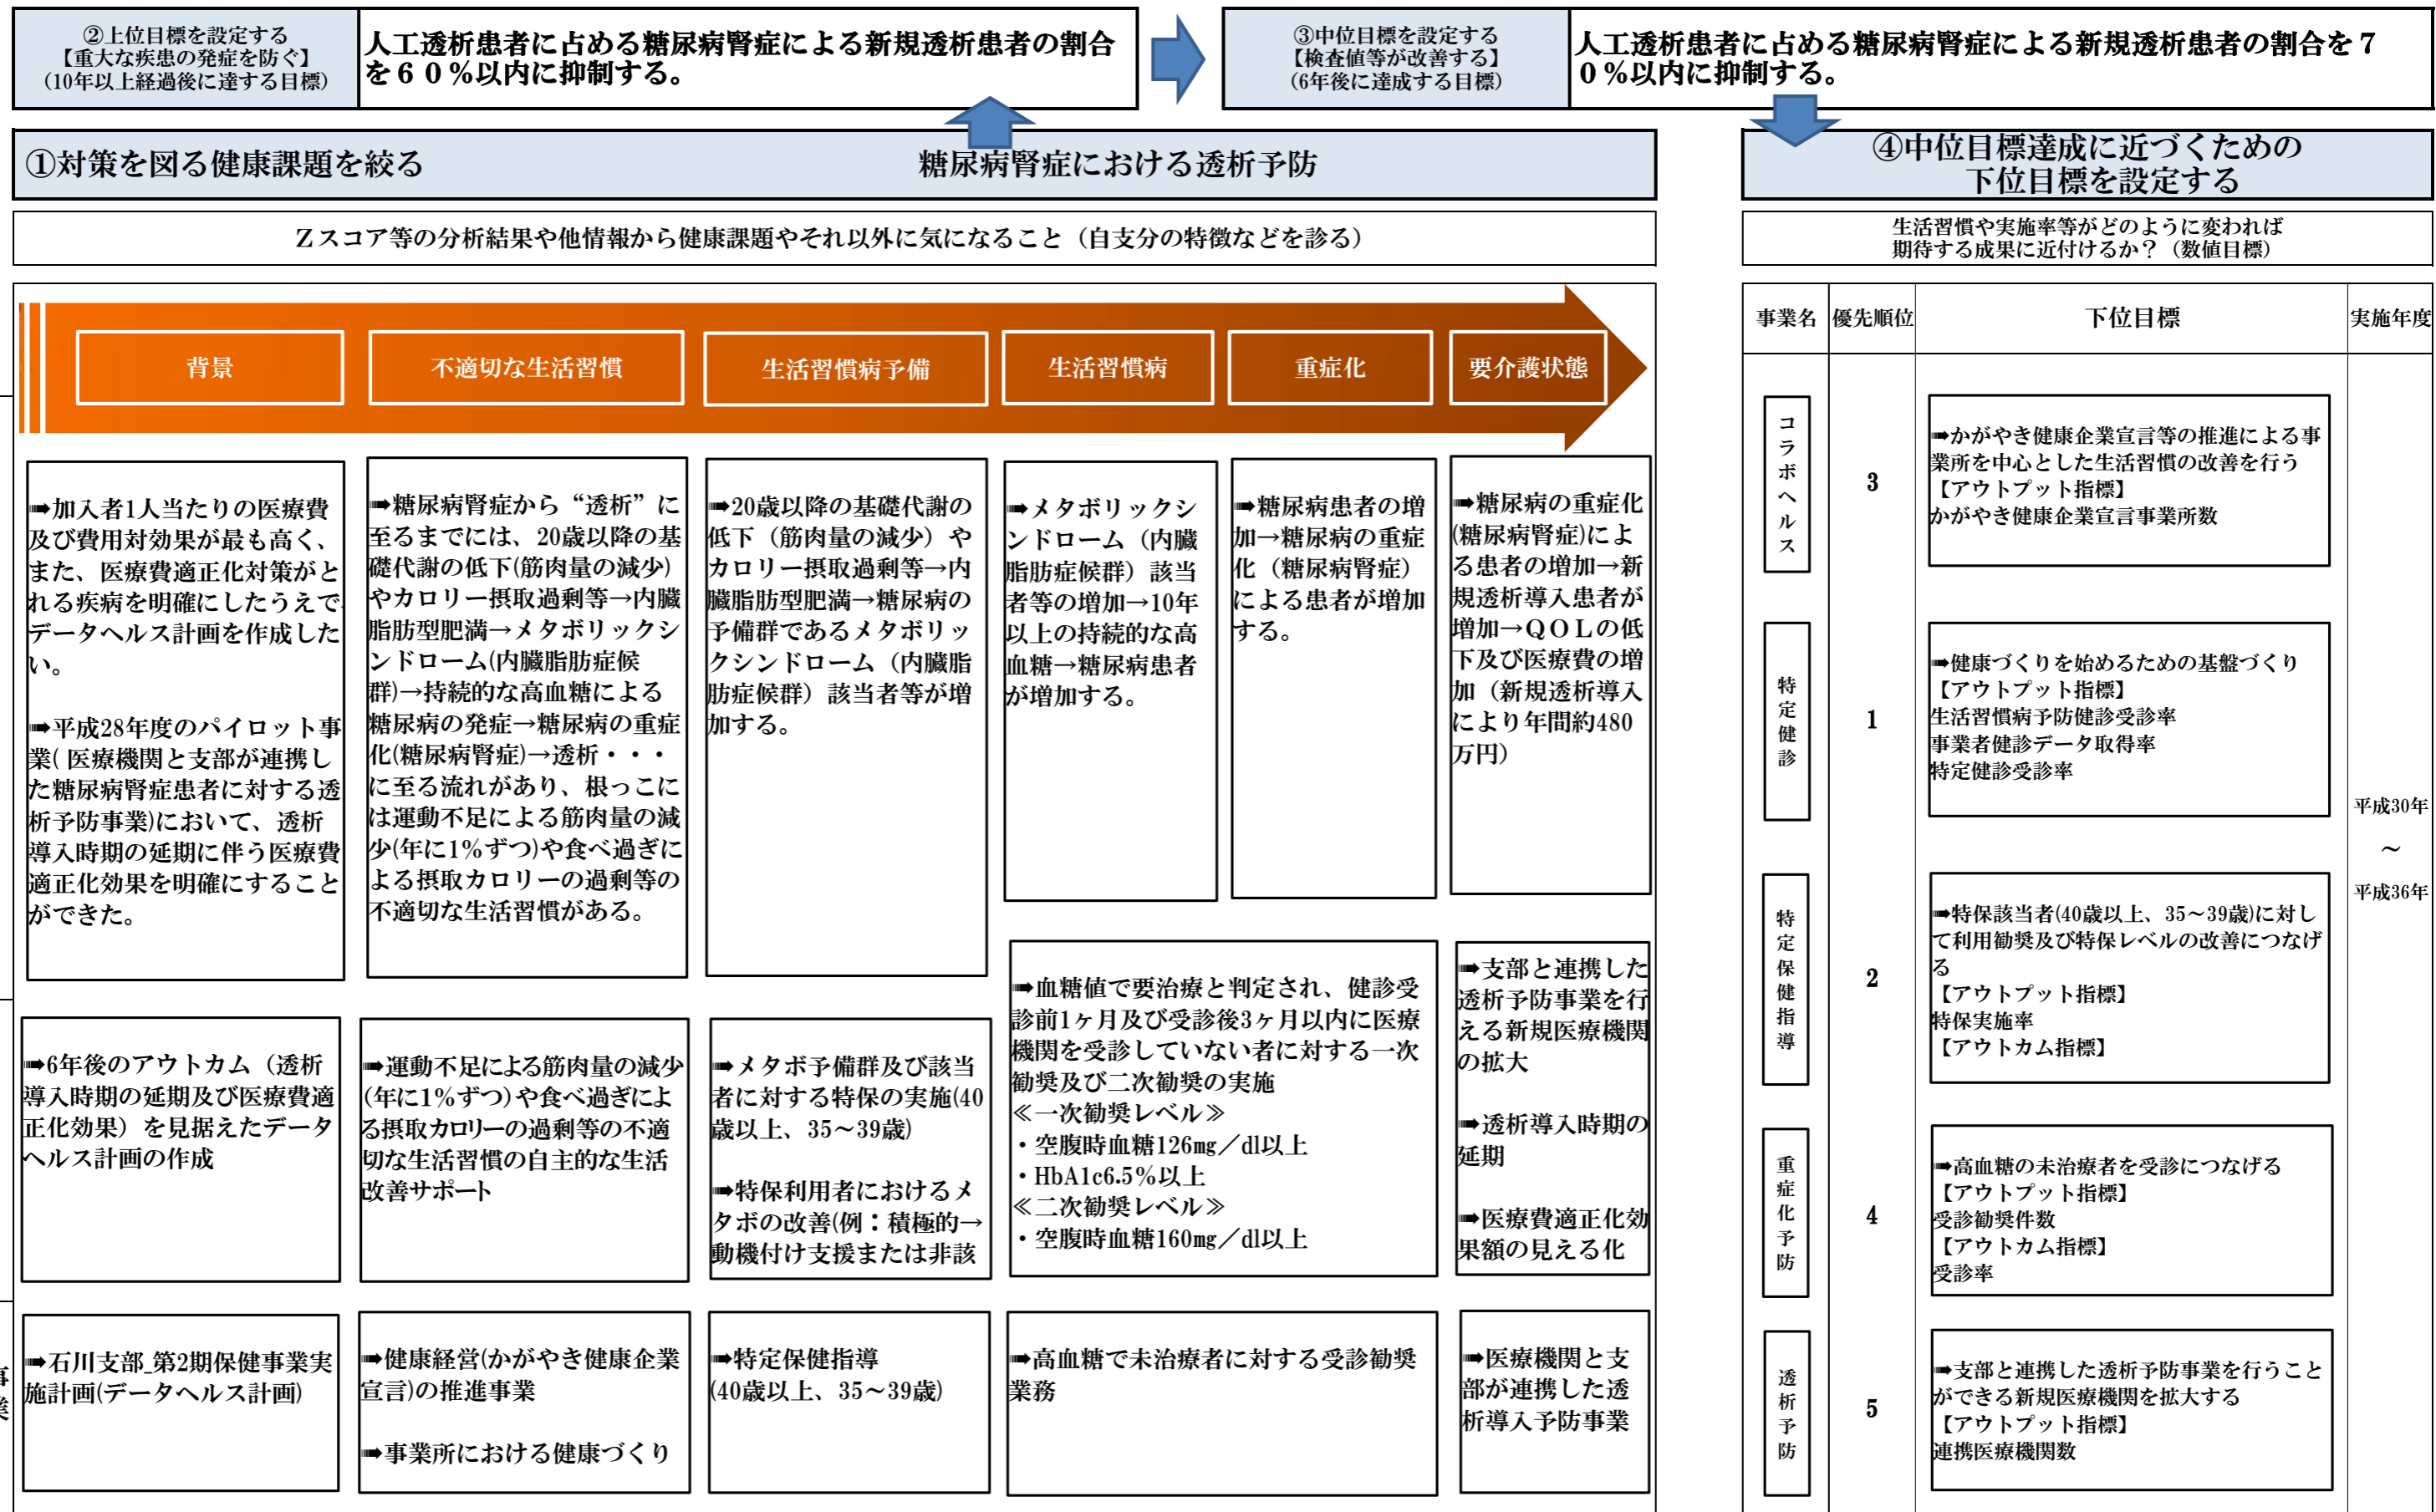 ②上位目標を設定する
【重大な疾患の発症を防ぐ】
(10年以上経過後に達する目標)
人工透析患者に占める糖尿病腎症による新規透析患者の割合
を６０％以内に抑制する。
③中位目標を設定する
【検査値等が改善する】
(6年後に達成する目標)
人工透析患者に占める糖尿病腎症による新規透析患者の割合を７
０％以内に抑制する。
①対策を図る健康課題を絞る
糖尿病腎症における透析予防
Ｚスコア等の分析結果や他情報から健康課題やそれ以外に気になること（自支分の特徴などを診る）
背景
不適切な生活習慣
生活習慣病予備
生活習慣病
重症化
要介護状態
➠加入者1人当たりの医療費
及び費用対効果が最も高く、
また、医療費適正化対策がと
れる疾病を明確にしたうえで
データヘルス計画を作成した
い。
➠平成28年度のパイロット事
業( 医療機関と支部が連携し
た糖尿病腎症患者に対する透
析予防事業)において、透析
導入時期の延期に伴う医療費
適正化効果を明確にすること
ができた。
➠糖尿病腎症から“透析”に
至るまでには、20歳以降の基
礎代謝の低下(筋肉量の減少)
やカロリー摂取過剰等→内臓
脂肪型肥満→メタボリックシ
ンドローム(内臓脂肪症候
群)→持続的な高血糖による
糖尿病の発症→糖尿病の重症
化(糖尿病腎症)→透析・・・
に至る流れがあり、根っこに
は運動不足による筋肉量の減
少(年に1%ずつ)や食べ過ぎに
よる摂取カロリーの過剰等の
不適切な生活習慣がある。
➠20歳以降の基礎代謝の
低下（筋肉量の減少）や
カロリー摂取過剰等→内
臓脂肪型肥満→糖尿病の
予備群であるメタボリッ
クシンドローム（内臓脂
肪症候群）該当者等が増
加する。
➠メタボリックシ
ンドローム（内臓
脂肪症候群）該当
者等の増加→10年
以上の持続的な高
血糖→糖尿病患者
が増加する。
➠糖尿病患者の増
加→糖尿病の重症
化（糖尿病腎症）
による患者が増加
する。
➠糖尿病の重症化
(糖尿病腎症)によ
る患者の増加→新
規透析導入患者が
増加→ＱＯＬの低
下及び医療費の増
加（新規透析導入
により年間約480
万円）
➠6年後のアウトカム（透析
導入時期の延期及び医療費適
正化効果）を見据えたデータ
ヘルス計画の作成
➠運動不足による筋肉量の減少
(年に1%ずつ)や食べ過ぎによ
る摂取カロリーの過剰等の不適
切な生活習慣の自主的な生活
改善サポート
➠メタボ予備群及び該当
者に対する特保の実施(40
歳以上、35～39歳)
➠特保利用者におけるメ
タボの改善(例：積極的→
動機付け支援または非該
➠血糖値で要治療と判定され、健診受
診前1ヶ月及び受診後3ヶ月以内に医療
機関を受診していない者に対する一次
勧奨及び二次勧奨の実施
≪一次勧奨レベル≫
・空腹時血糖126㎎／dl以上
・HbA1c6.5%以上
≪二次勧奨レベル≫
・空腹時血糖160㎎／dl以上
➠支部と連携した
透析予防事業を行
える新規医療機関
の拡大
➠透析導入時期の
延期
➠医療費適正化効
果額の見える化
事
業
➠石川支部_第2期保健事業実
施計画(データヘルス計画)
➠健康経営(かがやき健康企業
宣言)の推進事業
➠事業所における健康づくり
➠特定保健指導
(40歳以上、35～39歳)
➠高血糖で未治療者に対する受診勧奨
業務
➠医療機関と支
部が連携した透
析導入予防事業
④中位目標達成に近づくための
下位目標を設定する
生活習慣や実施率等がどのように変われば
期待する成果に近付けるか？（数値目標）
事業名 優先順位 下位目標 実施年度
コラボヘルス
3
➠かがやき健康企業宣言等の推進による事
業所を中心とした生活習慣の改善を行う
【アウトプット指標】
かがやき健康企業宣言事業所数
特定健診
1
➠健康づくりを始めるための基盤づくり
【アウトプット指標】
生活習慣病予防健診受診率
事業者健診データ取得率
特定健診受診率
平成30年
～
平成36年
特定保健指導
2
➠特保該当者(40歳以上、35～39歳)に対し
て利用勧奨及び特保レベルの改善につなげ
る
【アウトプット指標】
特保実施率
【アウトカム指標】
重症化予防
4
➠高血糖の未治療者を受診につなげる
【アウトプット指標】
受診勧奨件数
【アウトカム指標】
受診率
透析予防
5
➠支部と連携した透析予防事業を行うこと
ができる新規医療機関を拡大する
【アウトプット指標】
連携医療機関数